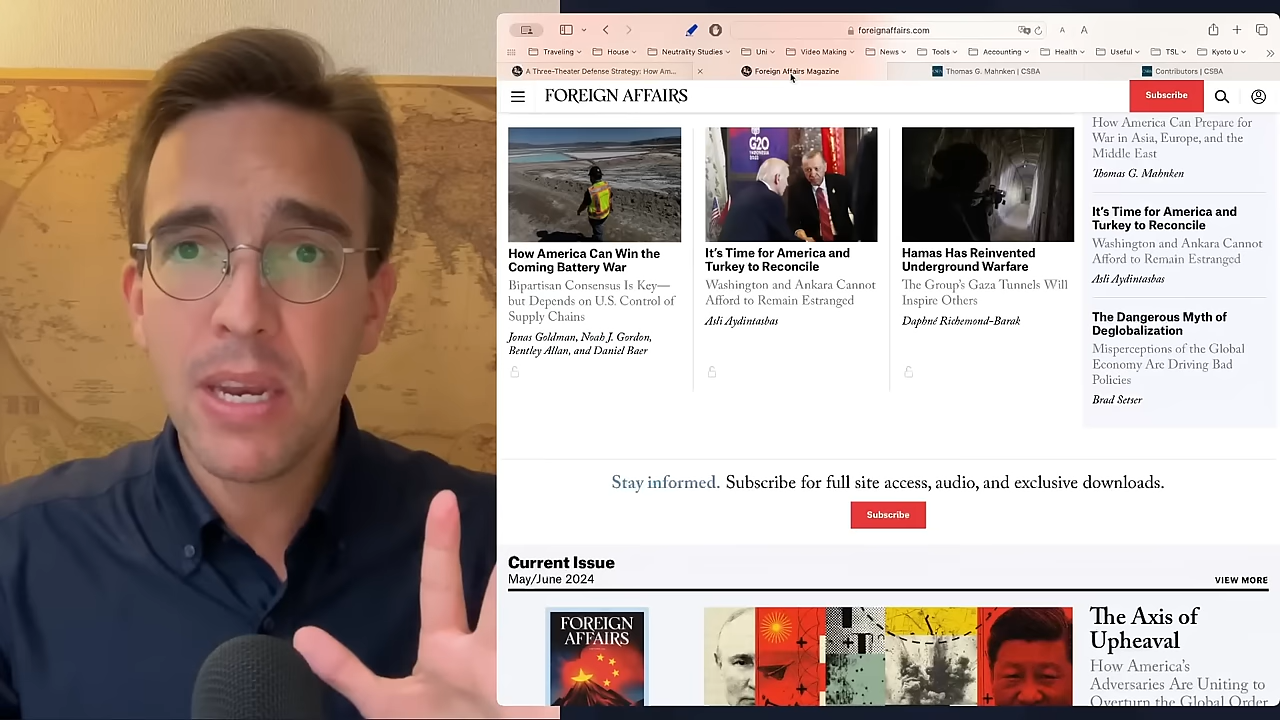 foreignaffairs.com
A
A
Traveling
House
Neutrality Studies
Uni
Video Making
News
Tools
Accounting
Health
Useful
TSL
Kyoto U
A Three-Theater Defense Strategy: How Am...
Foreign Affairs Magazine
Thomas G. Mahnken | CSBA
Contributors | CSBA
FOREIGN AFFAIRS
Subscribe
G20
INDONESIA
How America Can Win the
Coming Battery War
Bipartisan Consensus Is Key—
but Depends on U.S. Control of
Supply Chains
Jonas Goldman, Noah J. Gordon,
Bentley Allan, and Daniel Baer
It's Time for America and
Turkey to Reconcile
Washington and Ankara Cannot
Afford to Remain Estranged
Asli Aydintasbas
Hamas Has Reinvented
Underground Warfare
The Group's Gaza Tunnels Will
Inspire Others
Daphné Richemond-Barak
How America Can Prepare for
War in Asia, Europe, and the
Middle East
Thomas G. Mahnken
It's Time for America and
Turkey to Reconcile
Washington and Ankara Cannot
Afford to Remain Estranged
Asli Aydintasbas
The Dangerous Myth of
Deglobalization
Misperceptions of the Global
Economy Are Driving Bad
Policies
Brad Setser
Stay informed. Subscribe for full site access, audio, and exclusive downloads.
Subscribe
Current Issue
May/June 2024
VIEW MORE
FOREIGN
AFFAIRS
The Axis of
Upheaval
How America's
Adversaries Are Uniting to
Overturn the Global Order